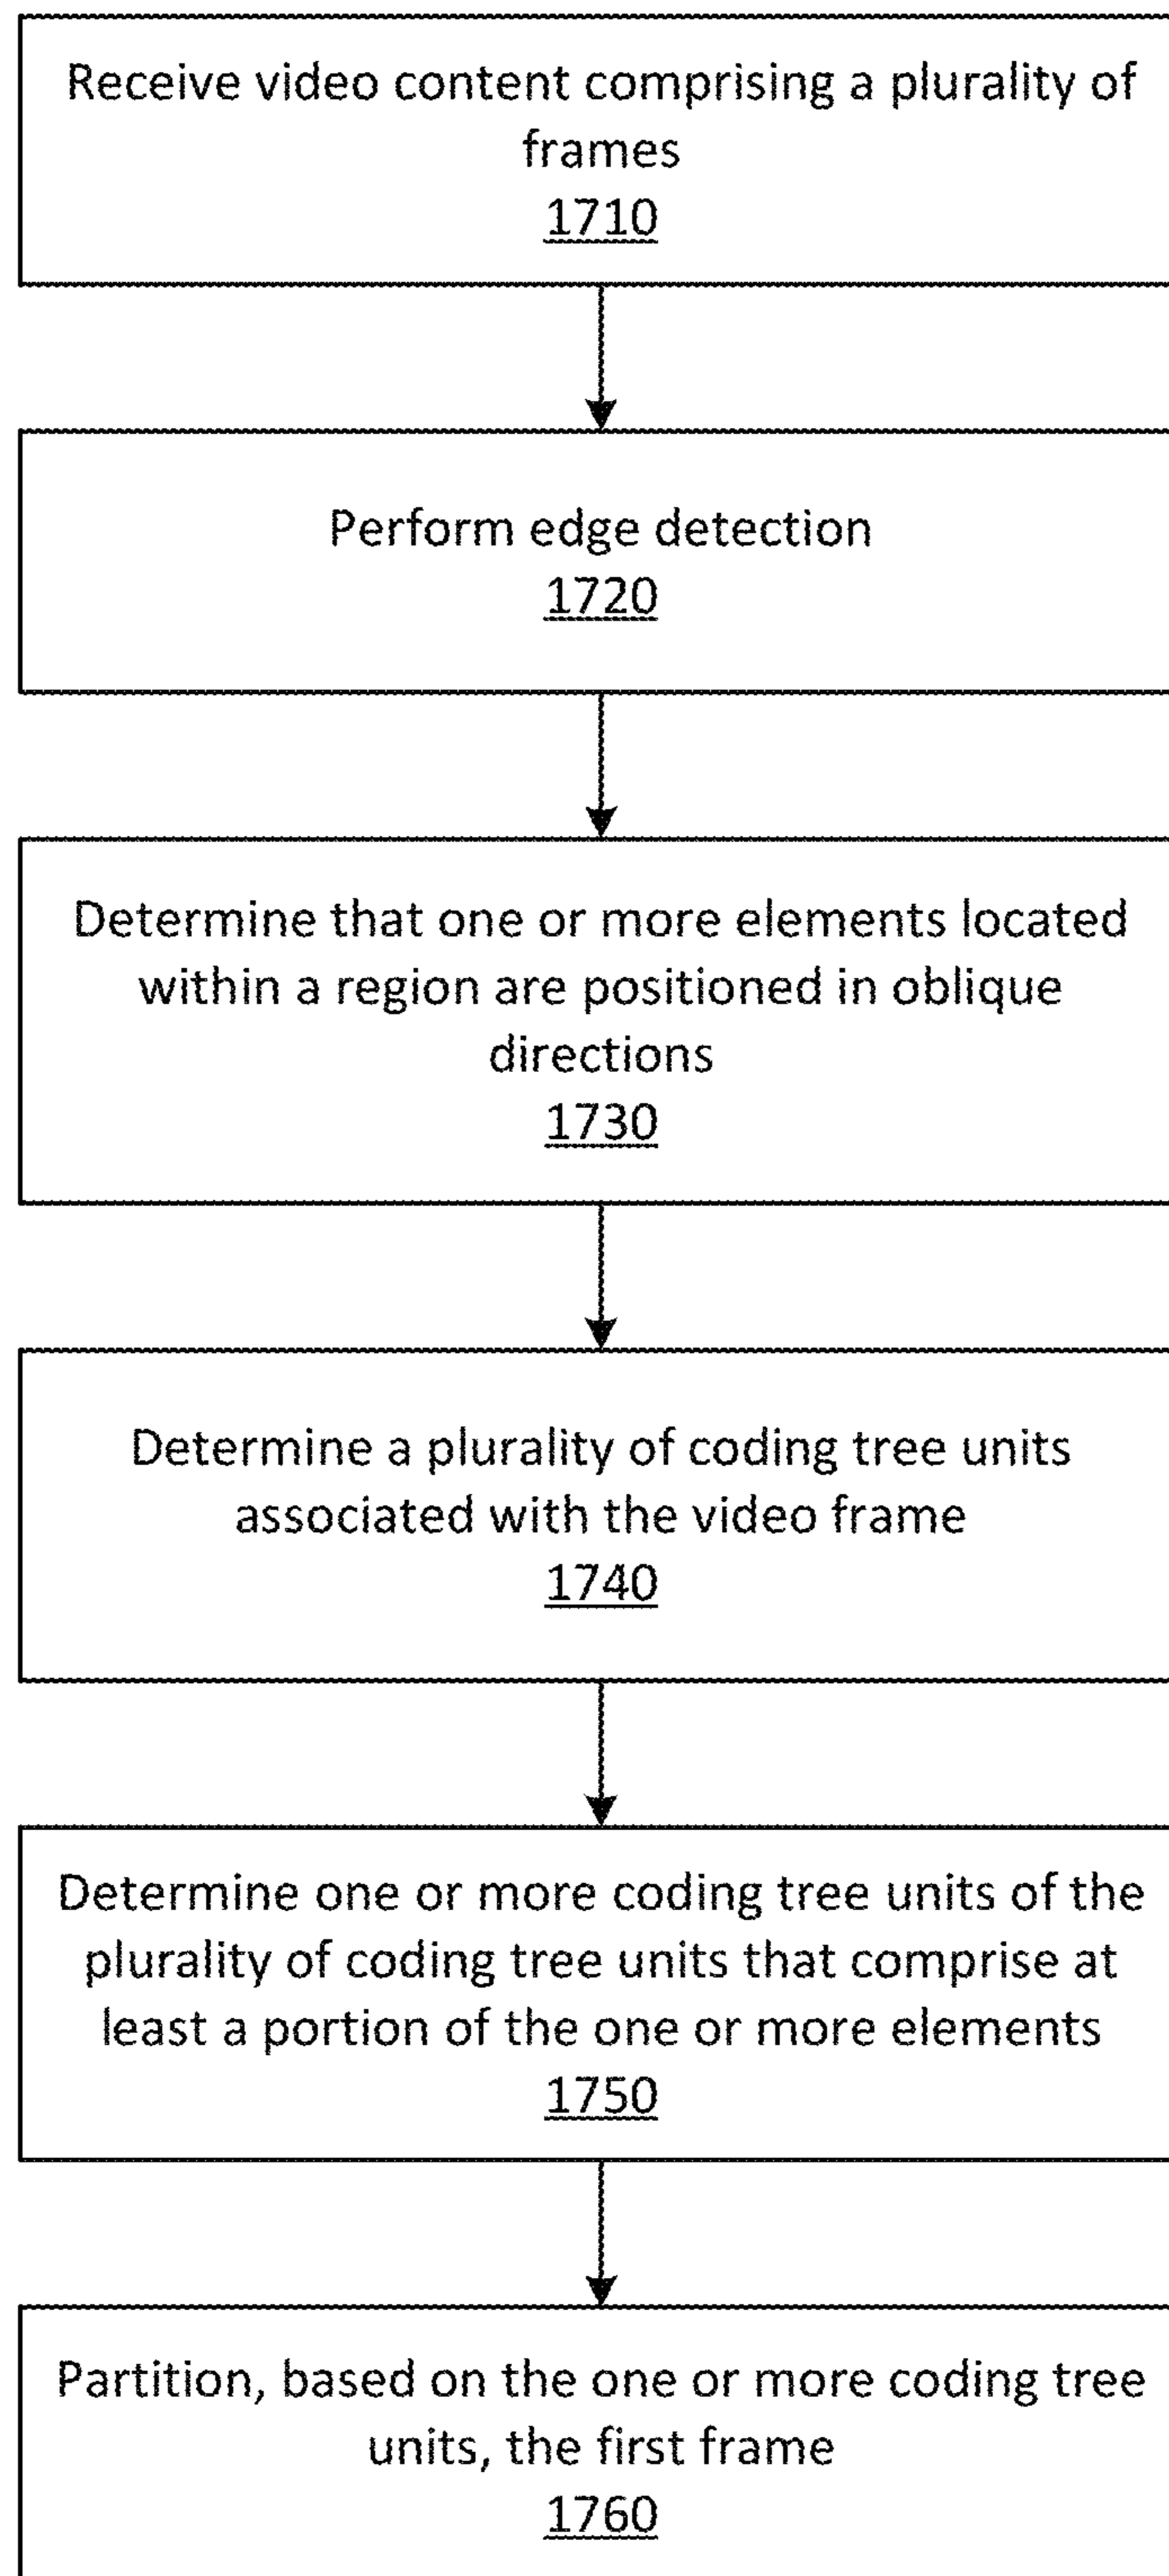 Receive video content comprising a plurality of
frames
1710
Perform edge detection
1720
Determine that one or more elements located
within a region are positioned in oblique
directions
1730
Determine a plurality of coding tree units
associated with the video frame
1740
Determine one or more coding tree units of the
plurality of coding tree units that comprise at
least a portion of the one or more elements
1750
Partition, based on the one or more coding tree
units, the first frame
1760